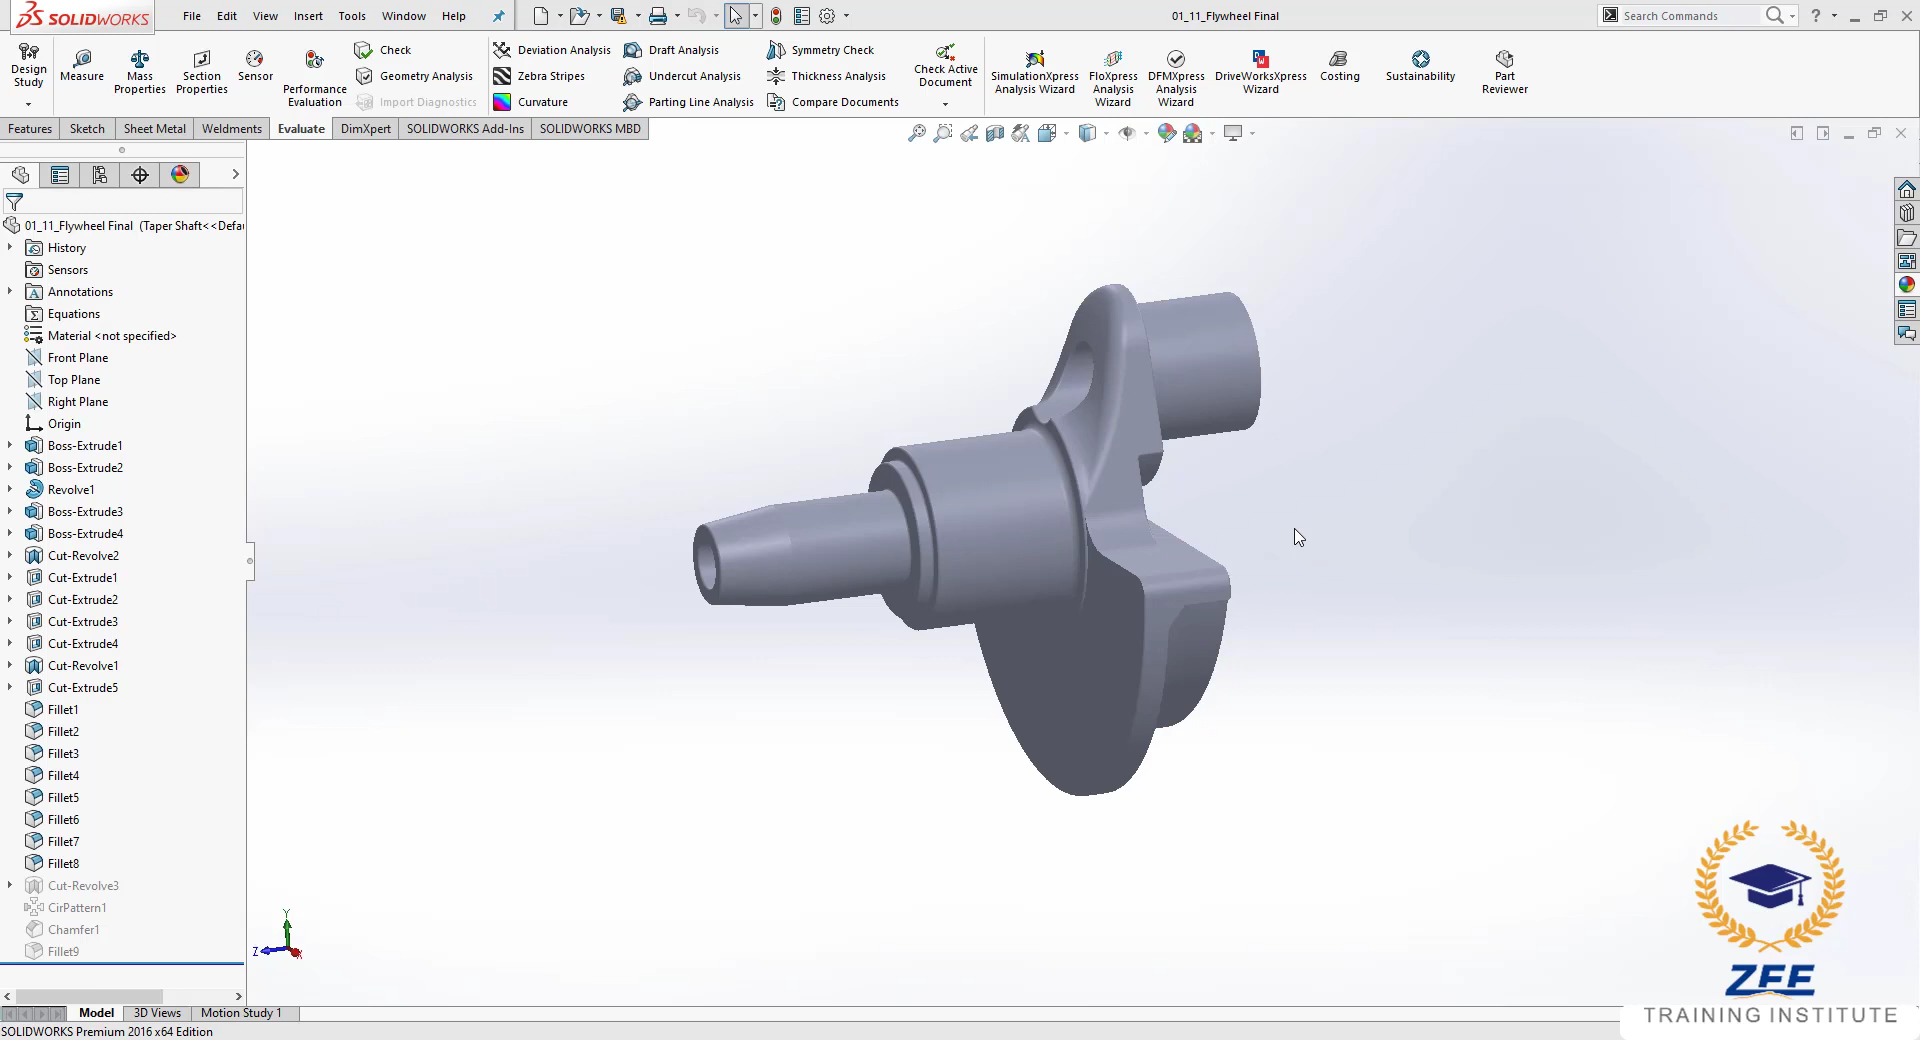 SOLIDWORKS
File Edit View Insert Tools Window Help
01_11_Flywheel Final
Search Commands
?
Design Study
Measure
Mass Properties
Section Properties
Sensor
Performance Evaluation
Check
Geometry Analysis
Import Diagnostics
Deviation Analysis
Zebra Stripes
Curvature
Draft Analysis
Undercut Analysis
Parting Line Analysis
Symmetry Check
Thickness Analysis
Compare Documents
Check Active Document
SimulationXpress Analysis Wizard
FloXpress Analysis Wizard
DFMXpress Analysis Wizard
DriveWorksXpress Wizard
Costing
Sustainability
Part Reviewer
Features Sketch Sheet Metal Weldments Evaluate DimXpert SOLIDWORKS Add-Ins SOLIDWORKS MBD
01_11_Flywheel Final (Taper Shaft<<Defau
History
Sensors
Annotations
Equations
Material <not specified>
Front Plane
Top Plane
Right Plane
Origin
Boss-Extrude1
Boss-Extrude2
Revolve1
Boss-Extrude3
Boss-Extrude4
Cut-Revolve2
Cut-Extrude1
Cut-Extrude2
Cut-Extrude3
Cut-Extrude4
Cut-Revolve1
Cut-Extrude5
Fillet1
Fillet2
Fillet3
Fillet4
Fillet5
Fillet6
Fillet7
Fillet8
Cut-Revolve3
CirPattern1
Chamfer1
Fillet9
Y
Z
X
ZFE
TRAINING INSTITUTE
Model 3D Views Motion Study 1
SOLIDWORKS Premium 2016 x64 Edition